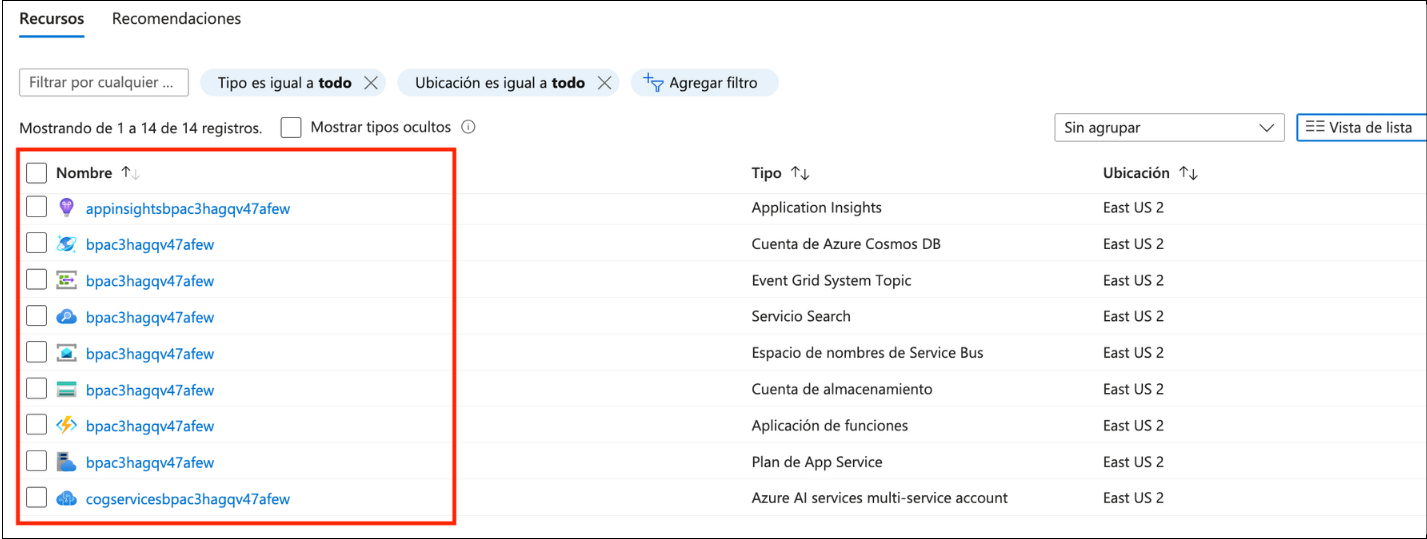 Recursos Recomendaciones
Filtrar por cualquier ... Tipo es igual a todo Ubicación es igual a todo Agregar filtro
Mostrando de 1 a 14 de 14 registros. Mostrar tipos ocultos Sin agrupar Vista de lista
Nombre Tipo Ubicación
appinsightsbpac3hagqv47afew Application Insights East US 2
bpac3hagqv47afew Cuenta de Azure Cosmos DB East US 2
bpac3hagqv47afew Event Grid System Topic East US 2
bpac3hagqv47afew Servicio Search East US 2
bpac3hagqv47afew Espacio de nombres de Service Bus East US 2
bpac3hagqv47afew Cuenta de almacenamiento East US 2
bpac3hagqv47afew Aplicación de funciones East US 2
bpac3hagqv47afew Plan de App Service East US 2
cogservicesbpac3hagqv47afew Azure AI services multi-service account East US 2